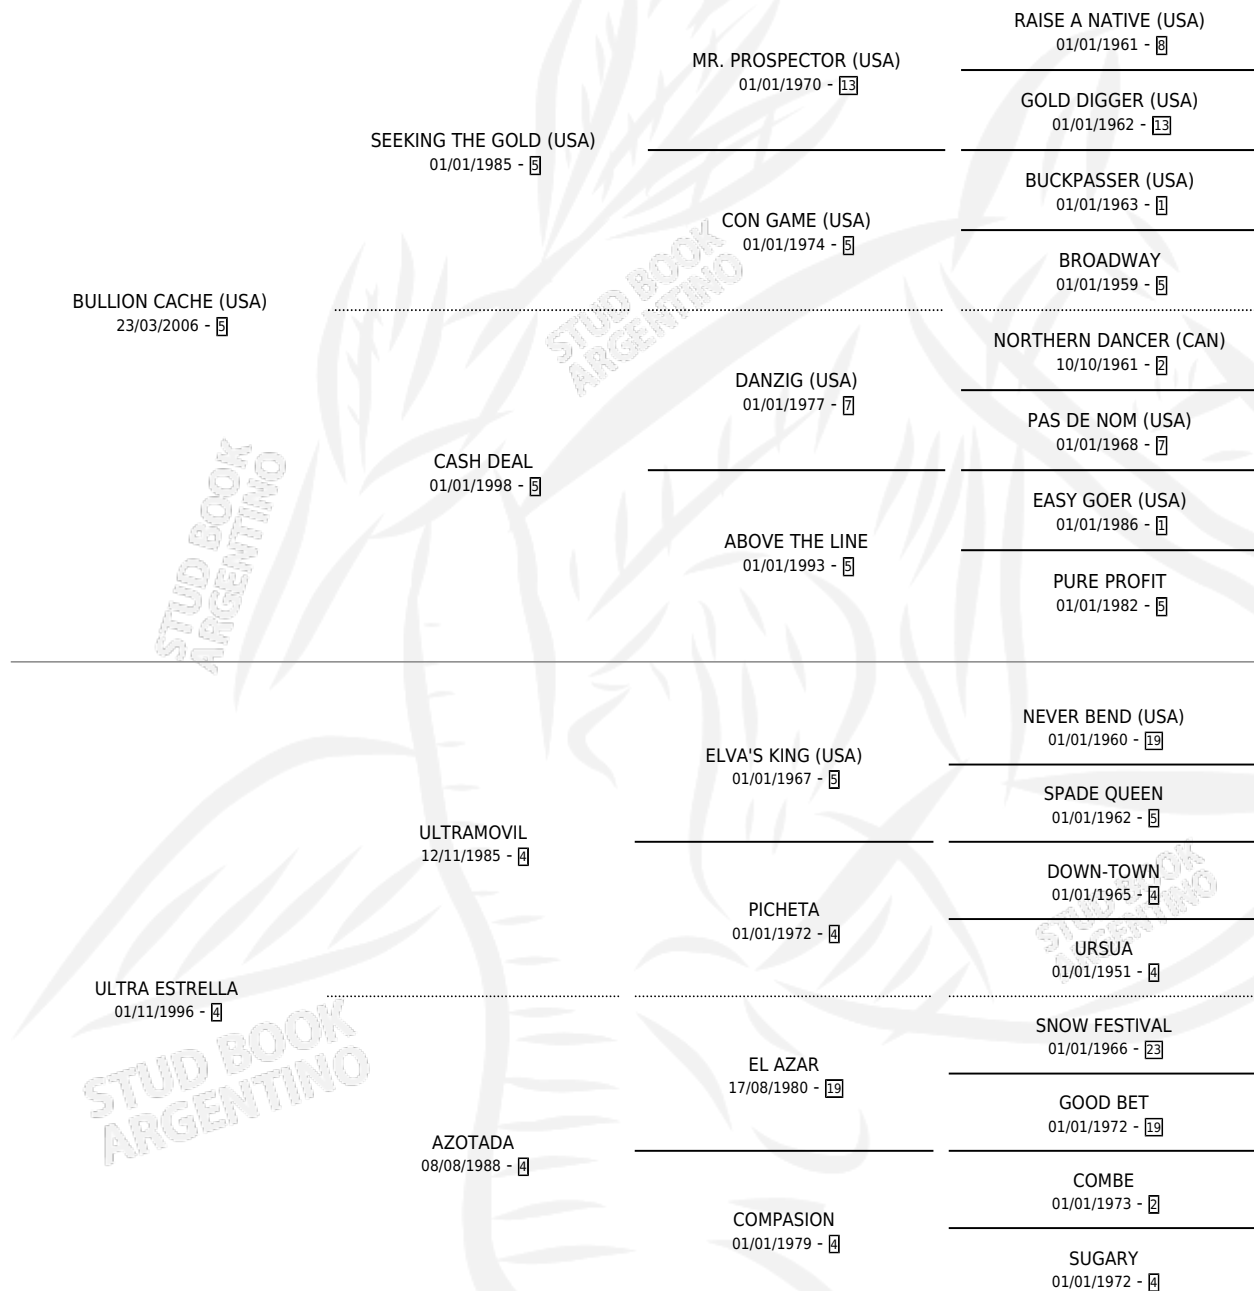 RAISE A NATIVE (USA)
01/01/1961 - 8
MR. PROSPECTOR (USA)
01/01/1970 - 13
GOLD DIGGER (USA)
01/01/1962 - 13
SEEKING THE GOLD (USA)
01/01/1985 - 5
BUCKPASSER (USA)
01/01/1963 - 1
CON GAME (USA)
01/01/1974 - 5
BROADWAY
01/01/1959 - 5
BULLION CACHE (USA)
23/03/2006 - 5
NORTHERN DANCER (CAN)
10/10/1961 - 2
DANZIG (USA)
01/01/1977 - 7
PAS DE NOM (USA)
01/01/1968 - 7
CASH DEAL
01/01/1998 - 5
EASY GOER (USA)
01/01/1986 - 1
ABOVE THE LINE
01/01/1993 - 5
PURE PROFIT
01/01/1982 - 5
STUD BOOK
ARGENTINO
STUD BOOK
ARGENTINO
NEVER BEND (USA)
01/01/1960 - 19
ELVA'S KING (USA)
01/01/1967 - 5
SPADE QUEEN
01/01/1962 - 5
ULTRAMOVIL
12/11/1985 - 4
DOWN-TOWN
01/01/1965 - 4
PICHETA
01/01/1972 - 4
URSUA
01/01/1951 - 4
STUD BOOK
ARGENTINO
ULTRA ESTRELLA
01/11/1996 - 4
SNOW FESTIVAL
01/01/1966 - 23
EL AZAR
17/08/1980 - 19
GOOD BET
01/01/1972 - 19
AZOTADA
08/08/1988 - 4
COMBE
01/01/1973 - 2
COMPASION
01/01/1979 - 4
SUGARY
01/01/1972 - 4
STUD BOOK
ARGENTINO